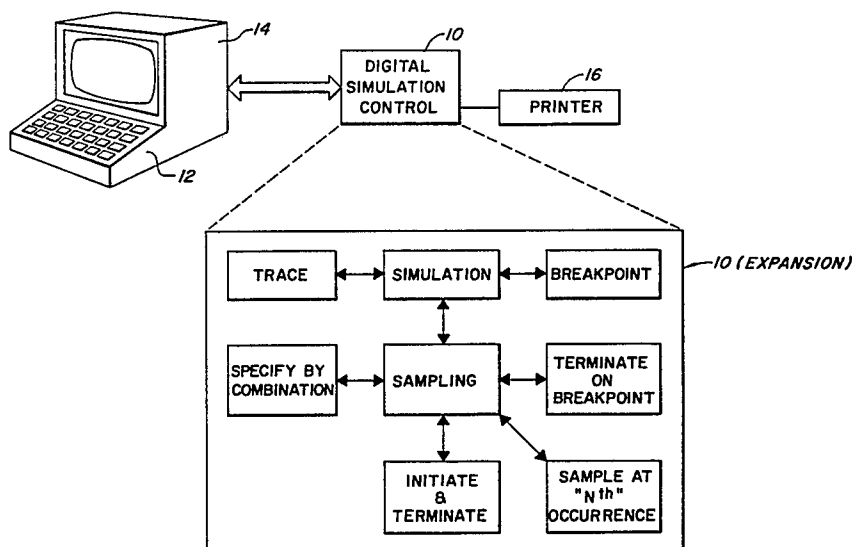 14
10
DIGITAL
SIMULATION
CONTROL
16
PRINTER
12
10 (EXPANSION)
TRACE
SIMULATION
BREAKPOINT
SPECIFY BY
COMBINATION
SAMPLING
TERMINATE
ON
BREAKPOINT
INITIATE
&
TERMINATE
SAMPLE AT
"Nth"
OCCURRENCE